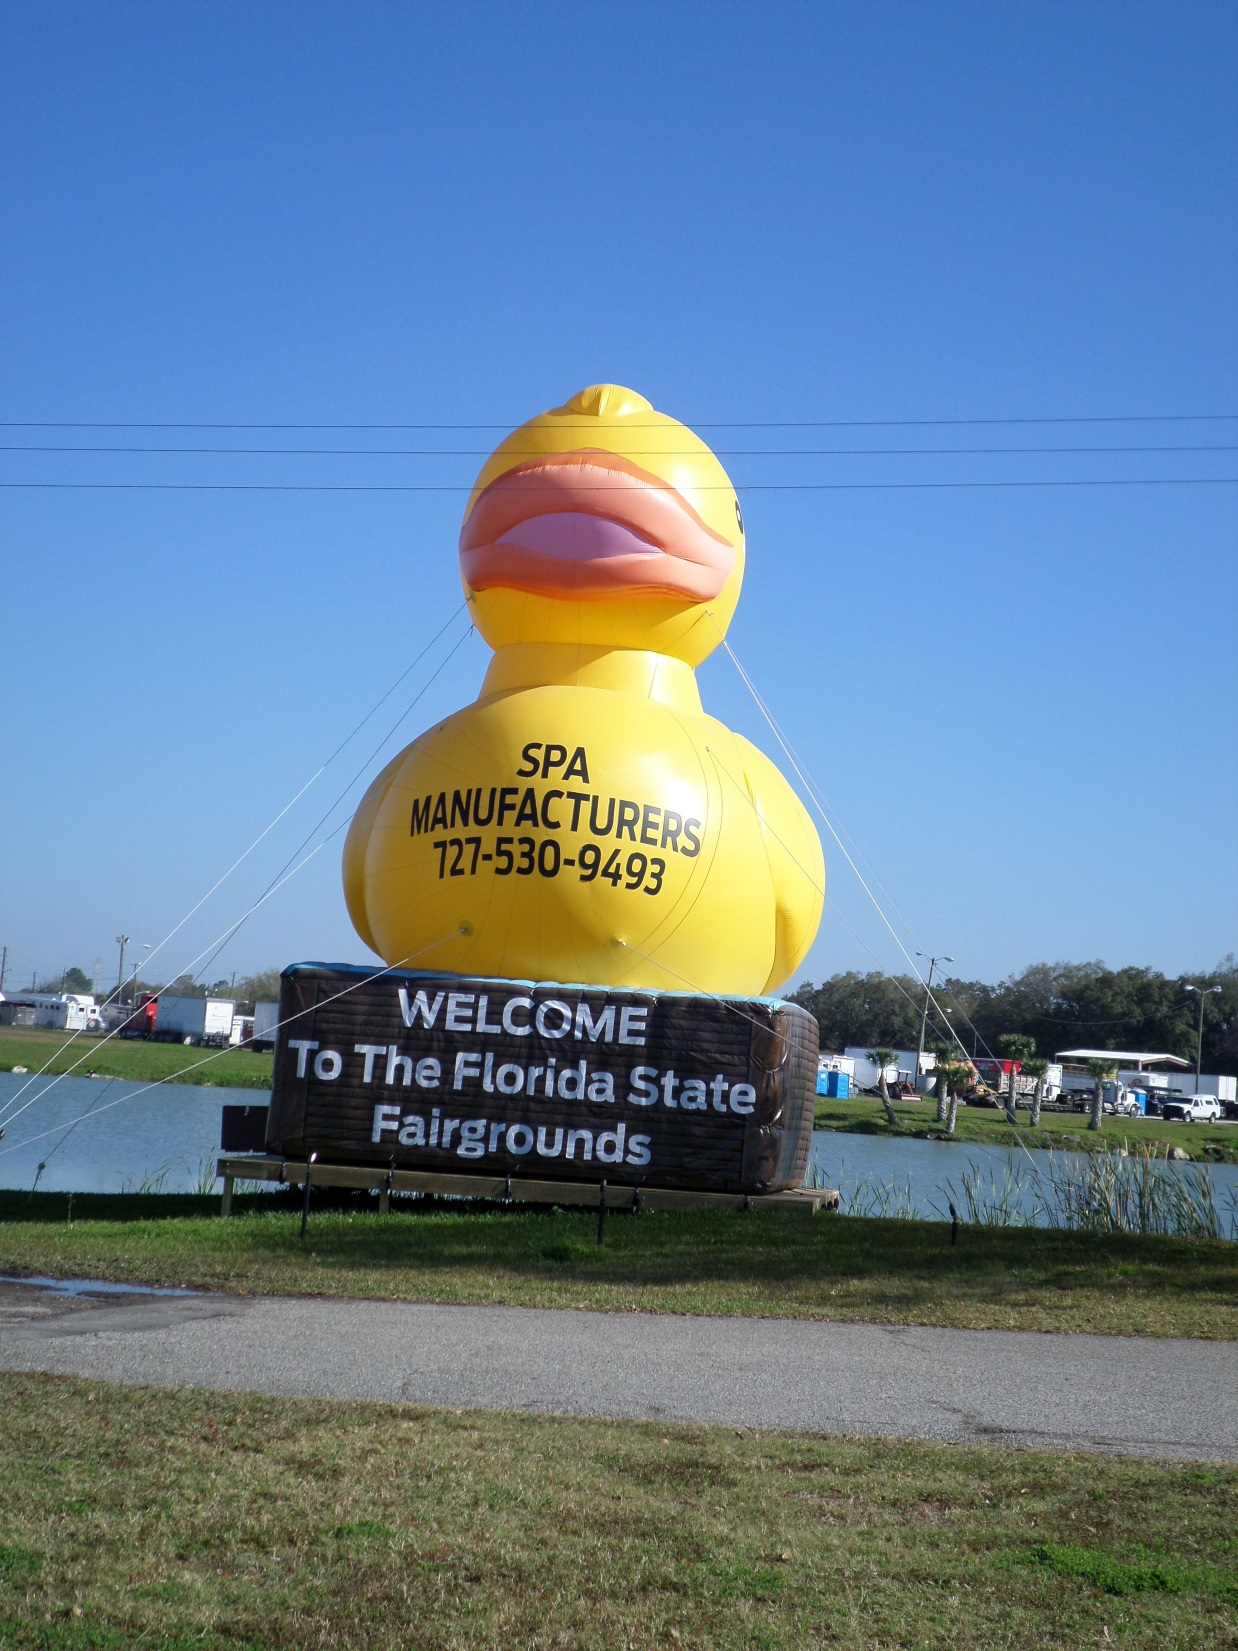 SPA
MANUFACTURERS
727-530-9493
WELCOME
To The Florida State
Fairgrounds